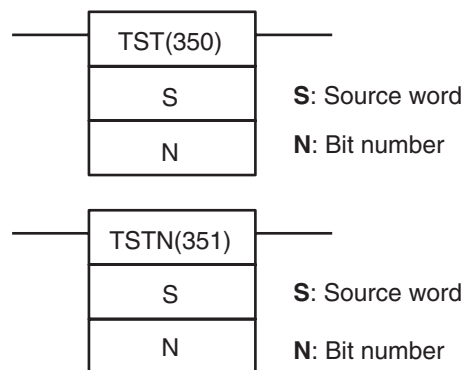 TST(350)
S
S: Source word
N
N: Bit number
TSTN(351)
S
S: Source word
N
N: Bit number